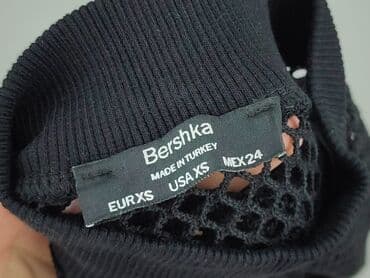 Bershka
MADE IN TURKEY
EUR XS USA XS MEX 24